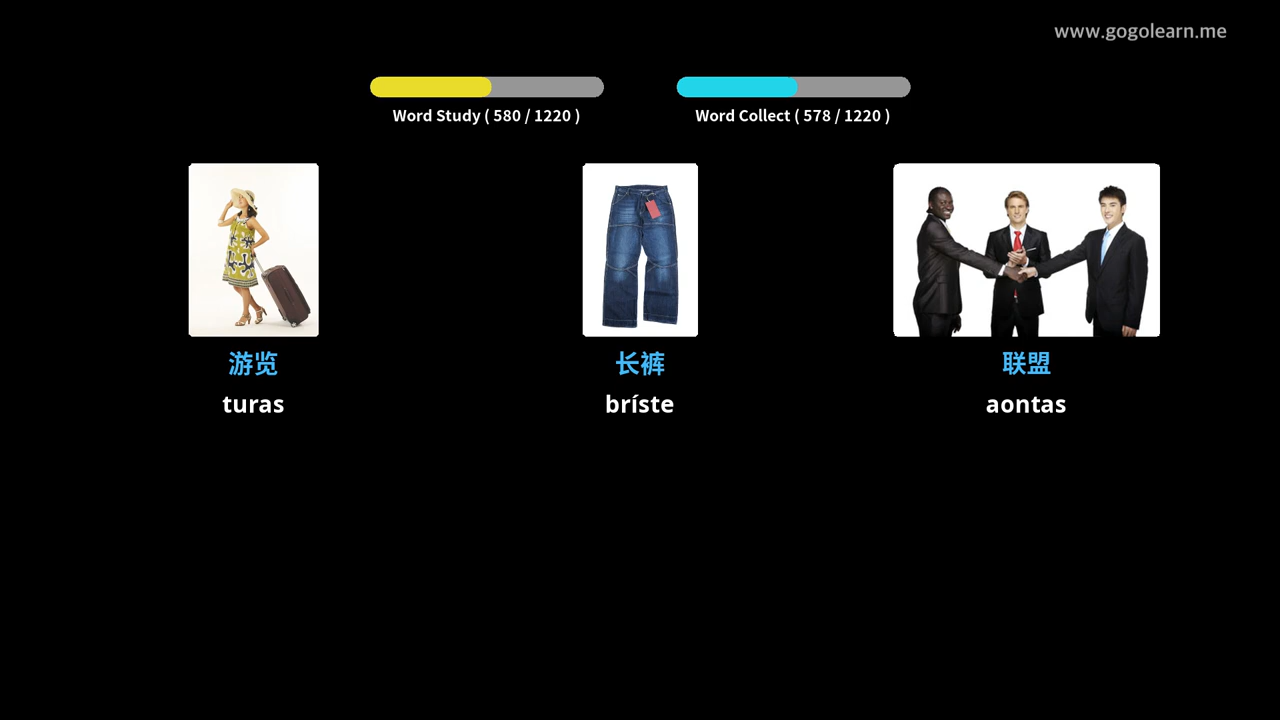 www.gogolearn.me
Word Study ( 580 / 1220 )
Word Collect ( 578 / 1220 )
游览
长裤
联盟
turas
bríste
aontas